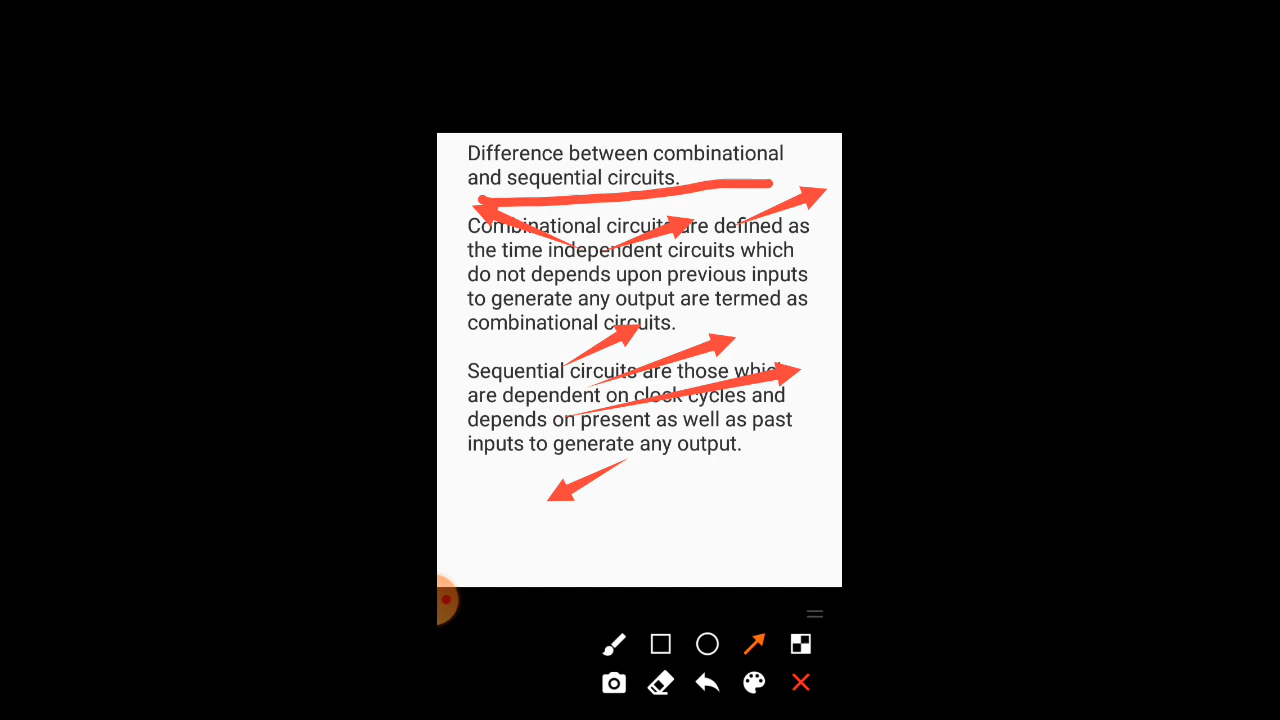 Difference between combinational
and sequential circuits.
Combinational circuits are defined as
the time independent circuits which
do not depends upon previous inputs
to generate any output are termed as
combinational circuits.
Sequential circuits are those which
are dependent on clock cycles and
depends on present as well as past
inputs to generate any output.